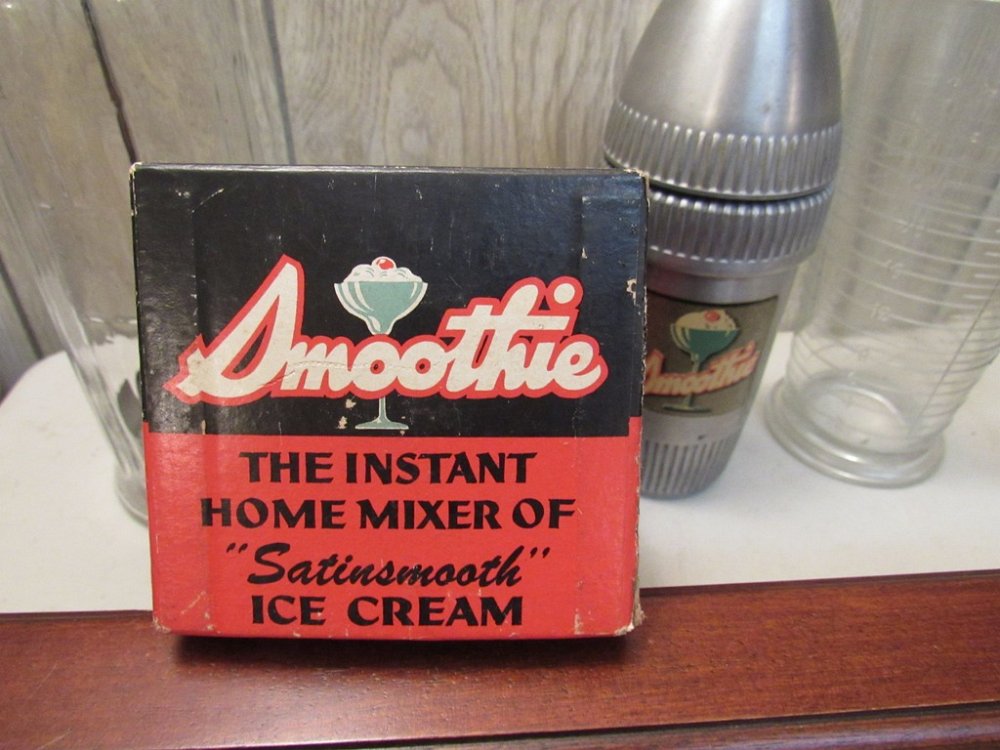 Smoothie
THE INSTANT
HOME MIXER OF
"Satinsmooth"
ICE CREAM
Smoothie